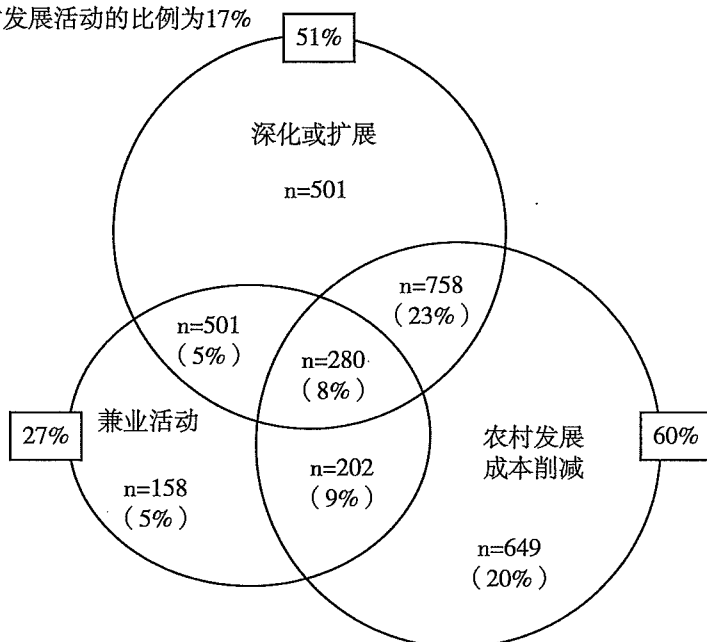 发展活动的比例为17%
51%
深化或扩展
n=501
n=758
（23%）
n=501
（5%）
n=280
（8%）
27%
兼业活动
农村发展
成本削减
60%
n=202
（9%）
n=158
（5%）
n=649
（20%）